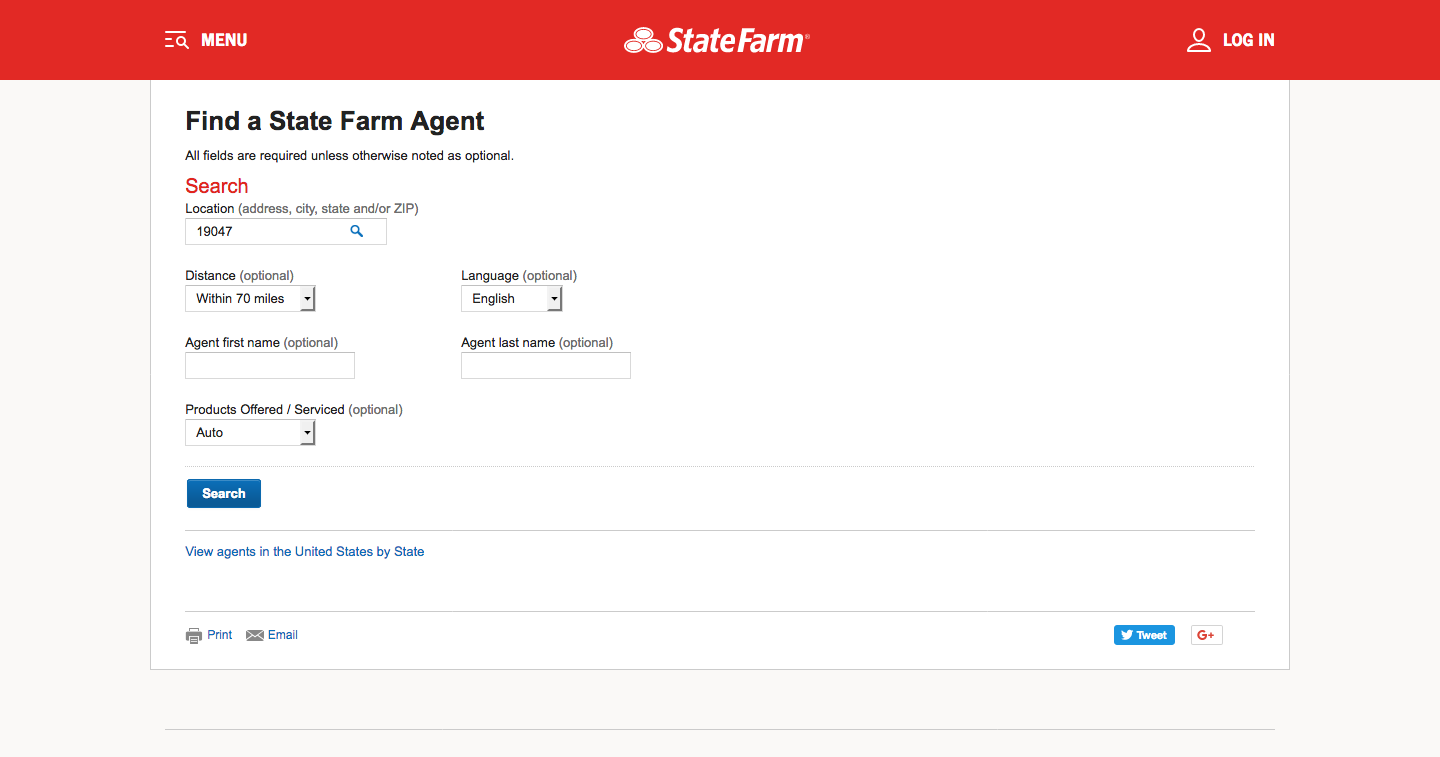 MENU
StateFarm®
LOG IN
Find a State Farm Agent
All fields are required unless otherwise noted as optional.
Search
Location (address, city, state and/or ZIP)
19047
Distance (optional)
Language (optional)
Within 70 miles
English
Agent first name (optional)
Agent last name (optional)
Products Offered / Serviced (optional)
Auto
Search
View agents in the United States by State
Print
Email
Tweet
G+